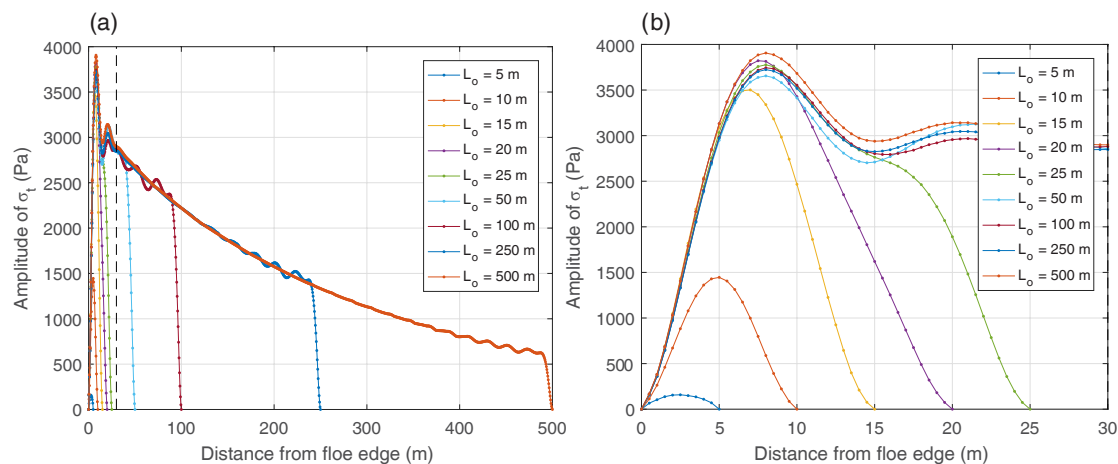 (a)
Amplitude of σt (Pa)
4000
3500
3000
2500
2000
1500
1000
500
0
0 100 200 300 400 500
Distance from floe edge (m)
Lo = 5 m
Lo = 10 m
Lo = 15 m
Lo = 20 m
Lo = 25 m
Lo = 50 m
Lo = 100 m
Lo = 250 m
Lo = 500 m
(b)
Amplitude of σt (Pa)
4000
3500
3000
2500
2000
1500
1000
500
0
0 5 10 15 20 25 30
Distance from floe edge (m)
Lo = 5 m
Lo = 10 m
Lo = 15 m
Lo = 20 m
Lo = 25 m
Lo = 50 m
Lo = 100 m
Lo = 250 m
Lo = 500 m